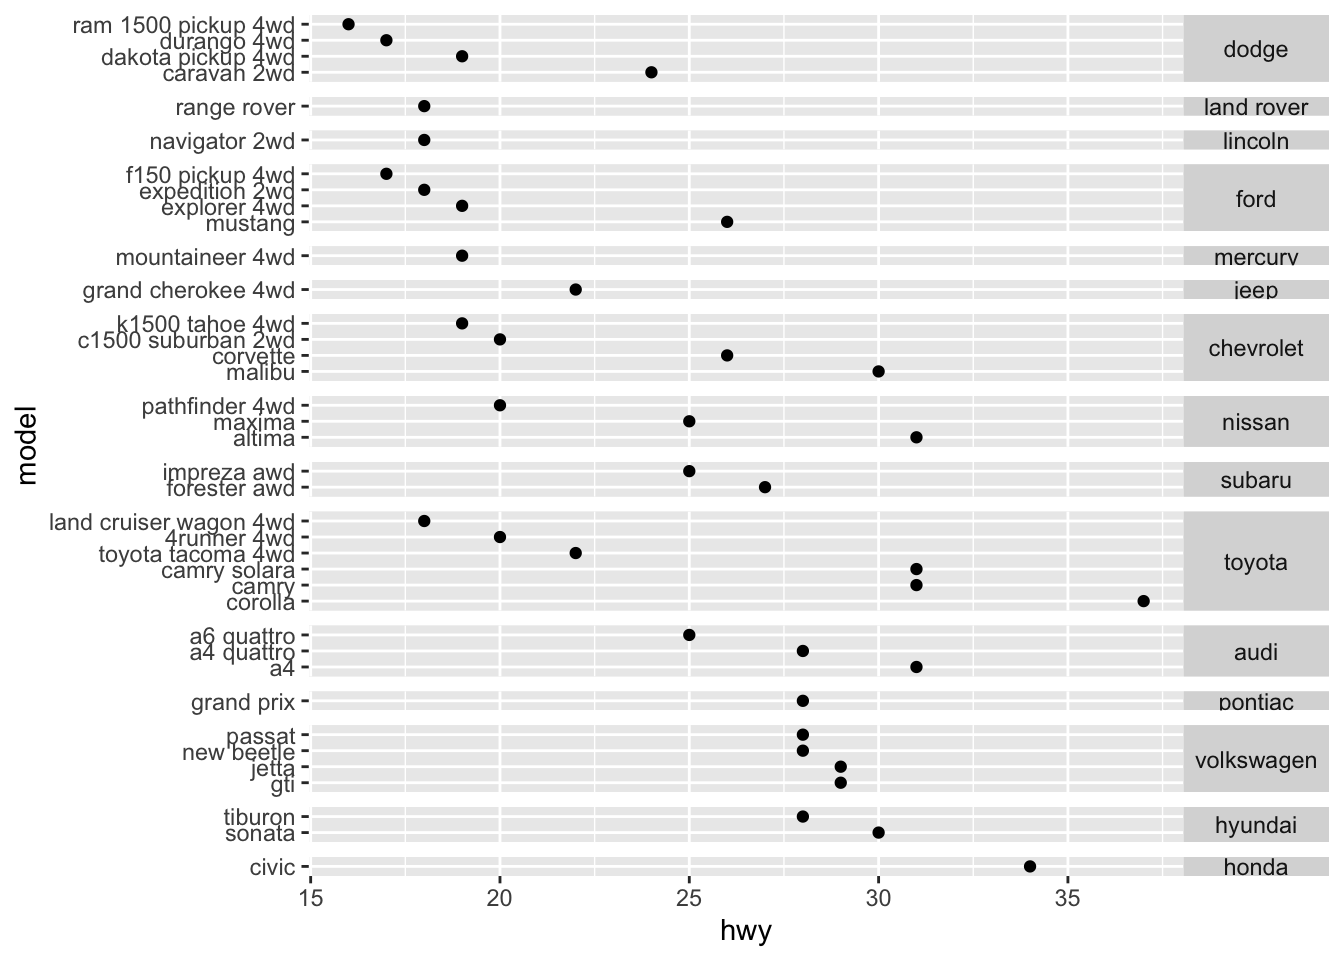 ram 1500 pickup 4wd
durango 4wd
dakota pickup 4wd
caravan 2wd
dodge
range rover
land rover
navigator 2wd
lincoln
f150 pickup 4wd
expedition 2wd
explorer 4wd
mustang
ford
mountaineer 4wd
mercury
grand cherokee 4wd
jeep
k1500 tahoe 4wd
c1500 suburban 2wd
corvette
malibu
chevrolet
pathfinder 4wd
maxima
altima
nissan
impreza awd
forester awd
subaru
land cruiser wagon 4wd
4runner 4wd
toyota tacoma 4wd
camry solara
camry
corolla
toyota
a6 quattro
a4 quattro
a4
audi
grand prix
pontiac
passat
new beetle
jetta
gti
volkswagen
tiburon
sonata
hyundai
civic
honda
model
15 20 25 30 35
hwy